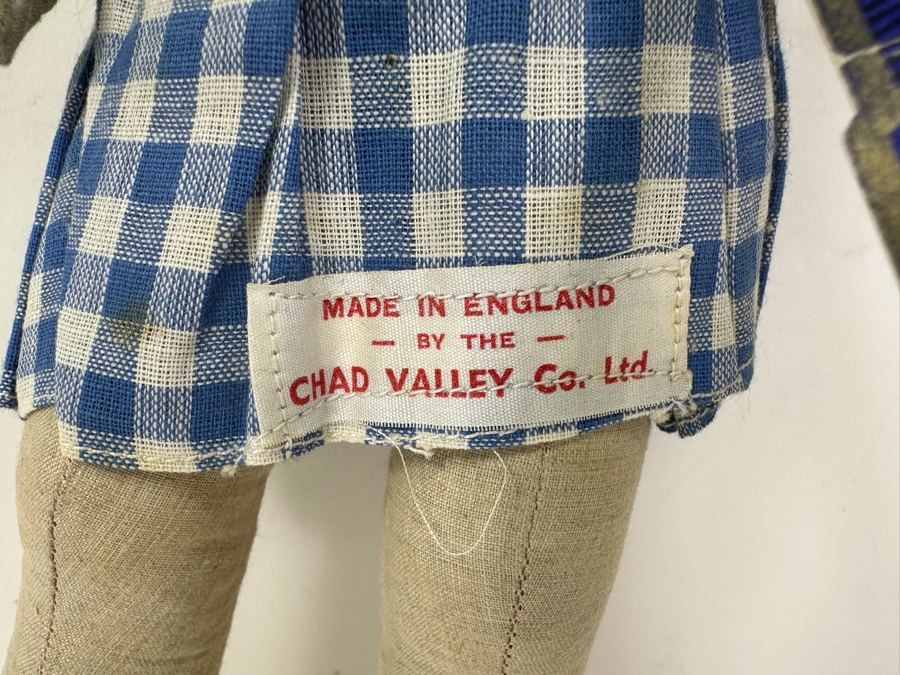 MADE IN ENGLAND
— BY THE —
CHAD VALLEY Co. Ltd.